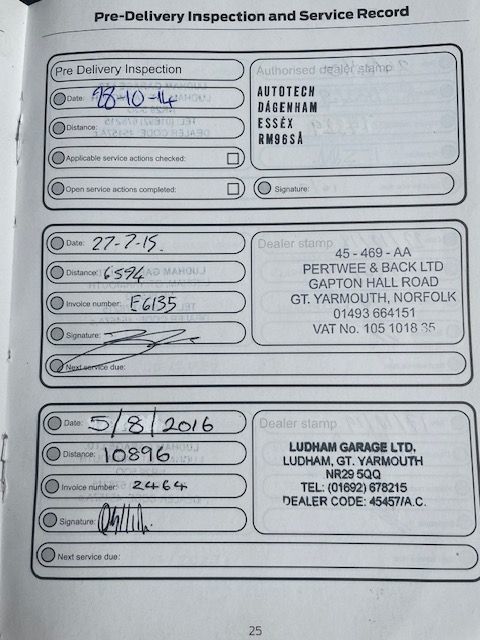 Pre-Delivery Inspection and Service Record
Pre Delivery Inspection
Date: 28-10-14
Distance:
Applicable service actions checked:
Open service actions completed:
Authorised dealer stamp
AUTOTECH
DAGENHAM
ESSEX
RM96SA
Signature:
Date: 27-7-15.
Distance: 6594
Invoice number: E6135
Signature:
Next service due:
Dealer stamp
45 - 469 - AA
PERTWEE & BACK LTD
GAPTON HALL ROAD
GT. YARMOUTH, NORFOLK
01493 664151
VAT No. 105 1018 35
Date: 5/8/2016
Distance: 10896
Invoice number: 2464
Signature:
Next service due:
Dealer stamp
LUDHAM GARAGE LTD.
LUDHAM, GT. YARMOUTH
NR29 5QQ
TEL: (01692) 678215
DEALER CODE: 45457/A.C.
25